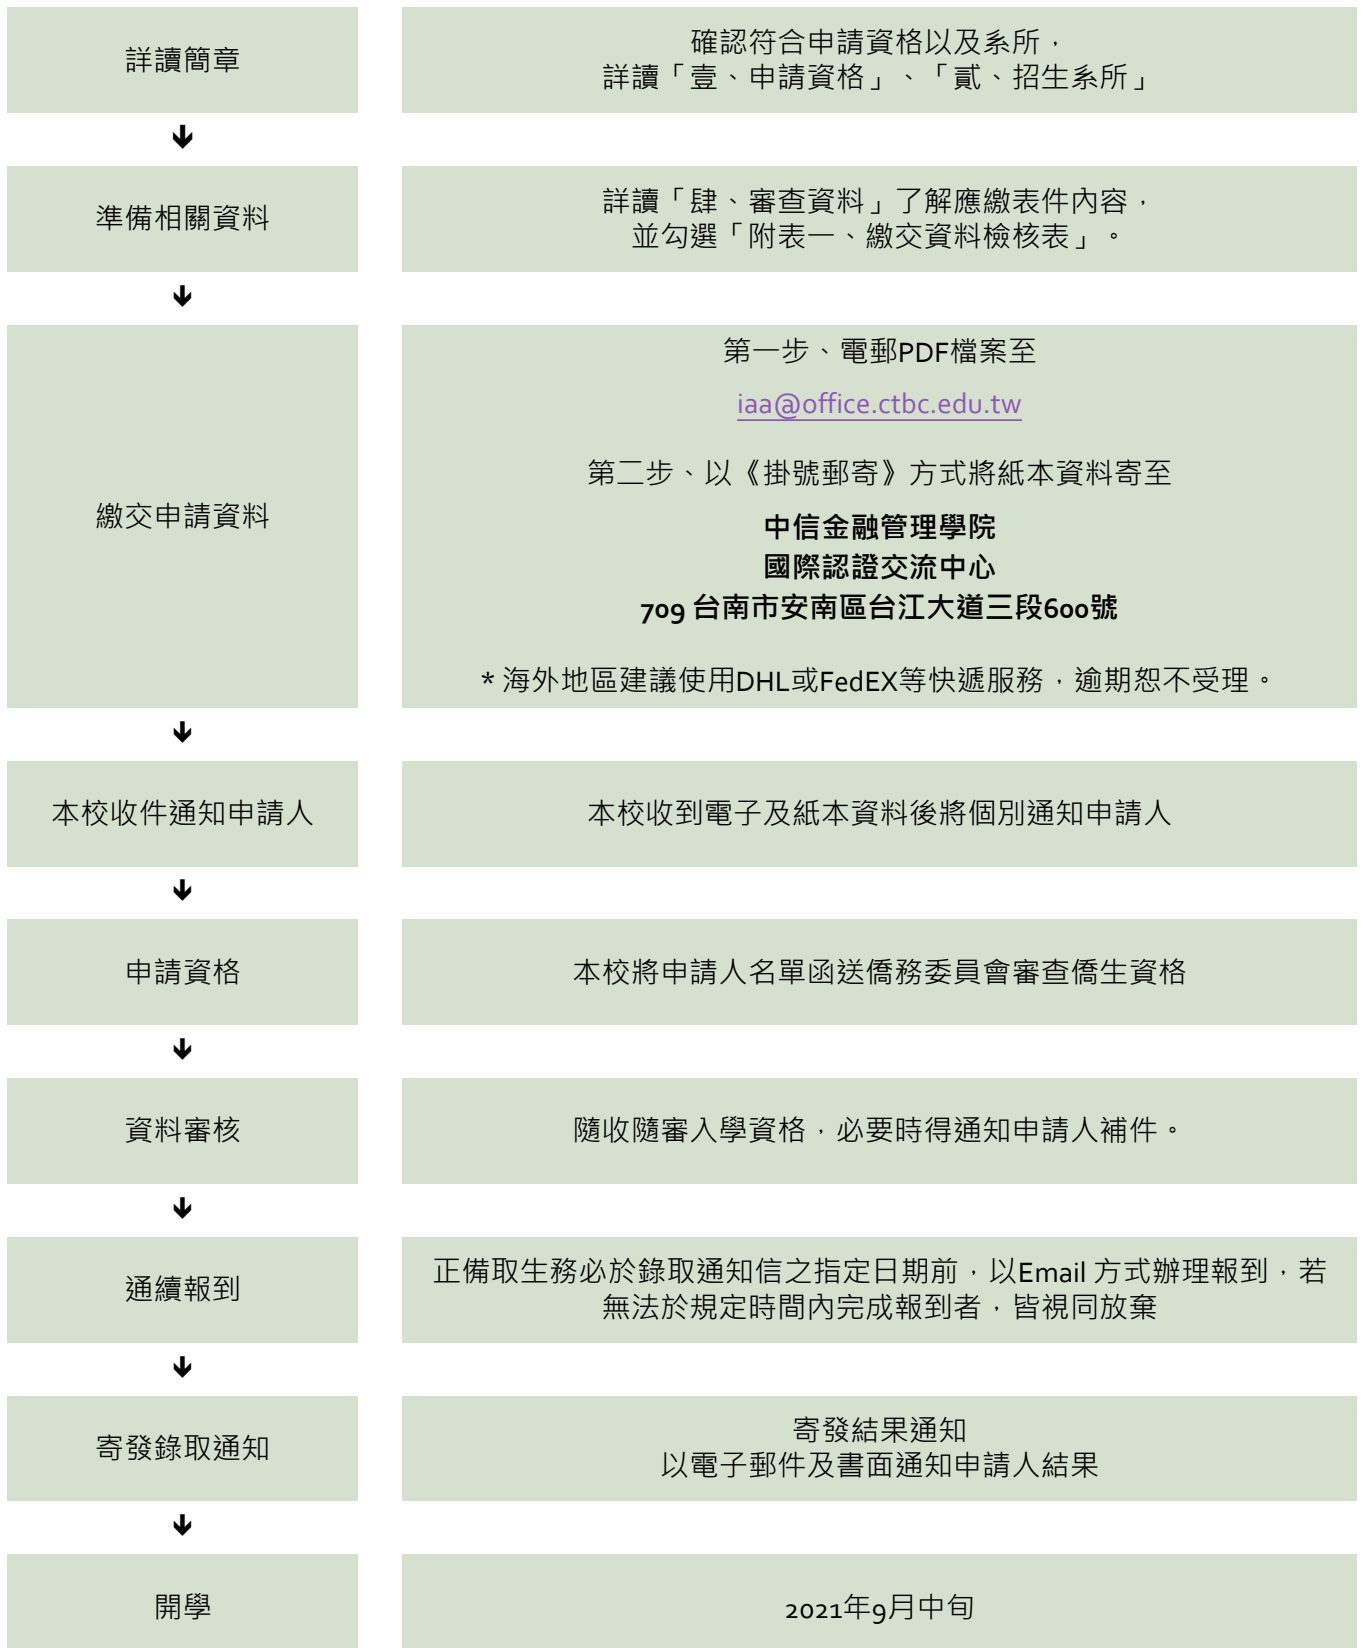 詳讀簡章
確認符合申請資格以及系所，
詳讀「壹、申請資格」、「貳、招生系所」
準備相關資料
詳讀「肆、審查資料」了解應繳表件內容，
並勾選「附表一、繳交資料檢核表」。
繳交申請資料
第一步、電郵PDF檔案至
iaa@office.ctbc.edu.tw
第二步、以《掛號郵寄》方式將紙本資料寄至
中信金融管理學院
國際認證交流中心
709 台南市安南區台江大道三段600號
* 海外地區建議使用DHL或FedEX等快遞服務，逾期恕不受理。
本校收件通知申請人
本校收到電子及紙本資料後將個別通知申請人
申請資格
本校將申請人名單函送僑務委員會審查僑生資格
資料審核
隨收隨審入學資格，必要時得通知申請人補件。
通續報到
正備取生務必於錄取通知信之指定日期前，以Email 方式辦理報到，若
無法於規定時間內完成報到者，皆視同放棄
寄發錄取通知
寄發結果通知
以電子郵件及書面通知申請人結果
開學
2021年9月中旬